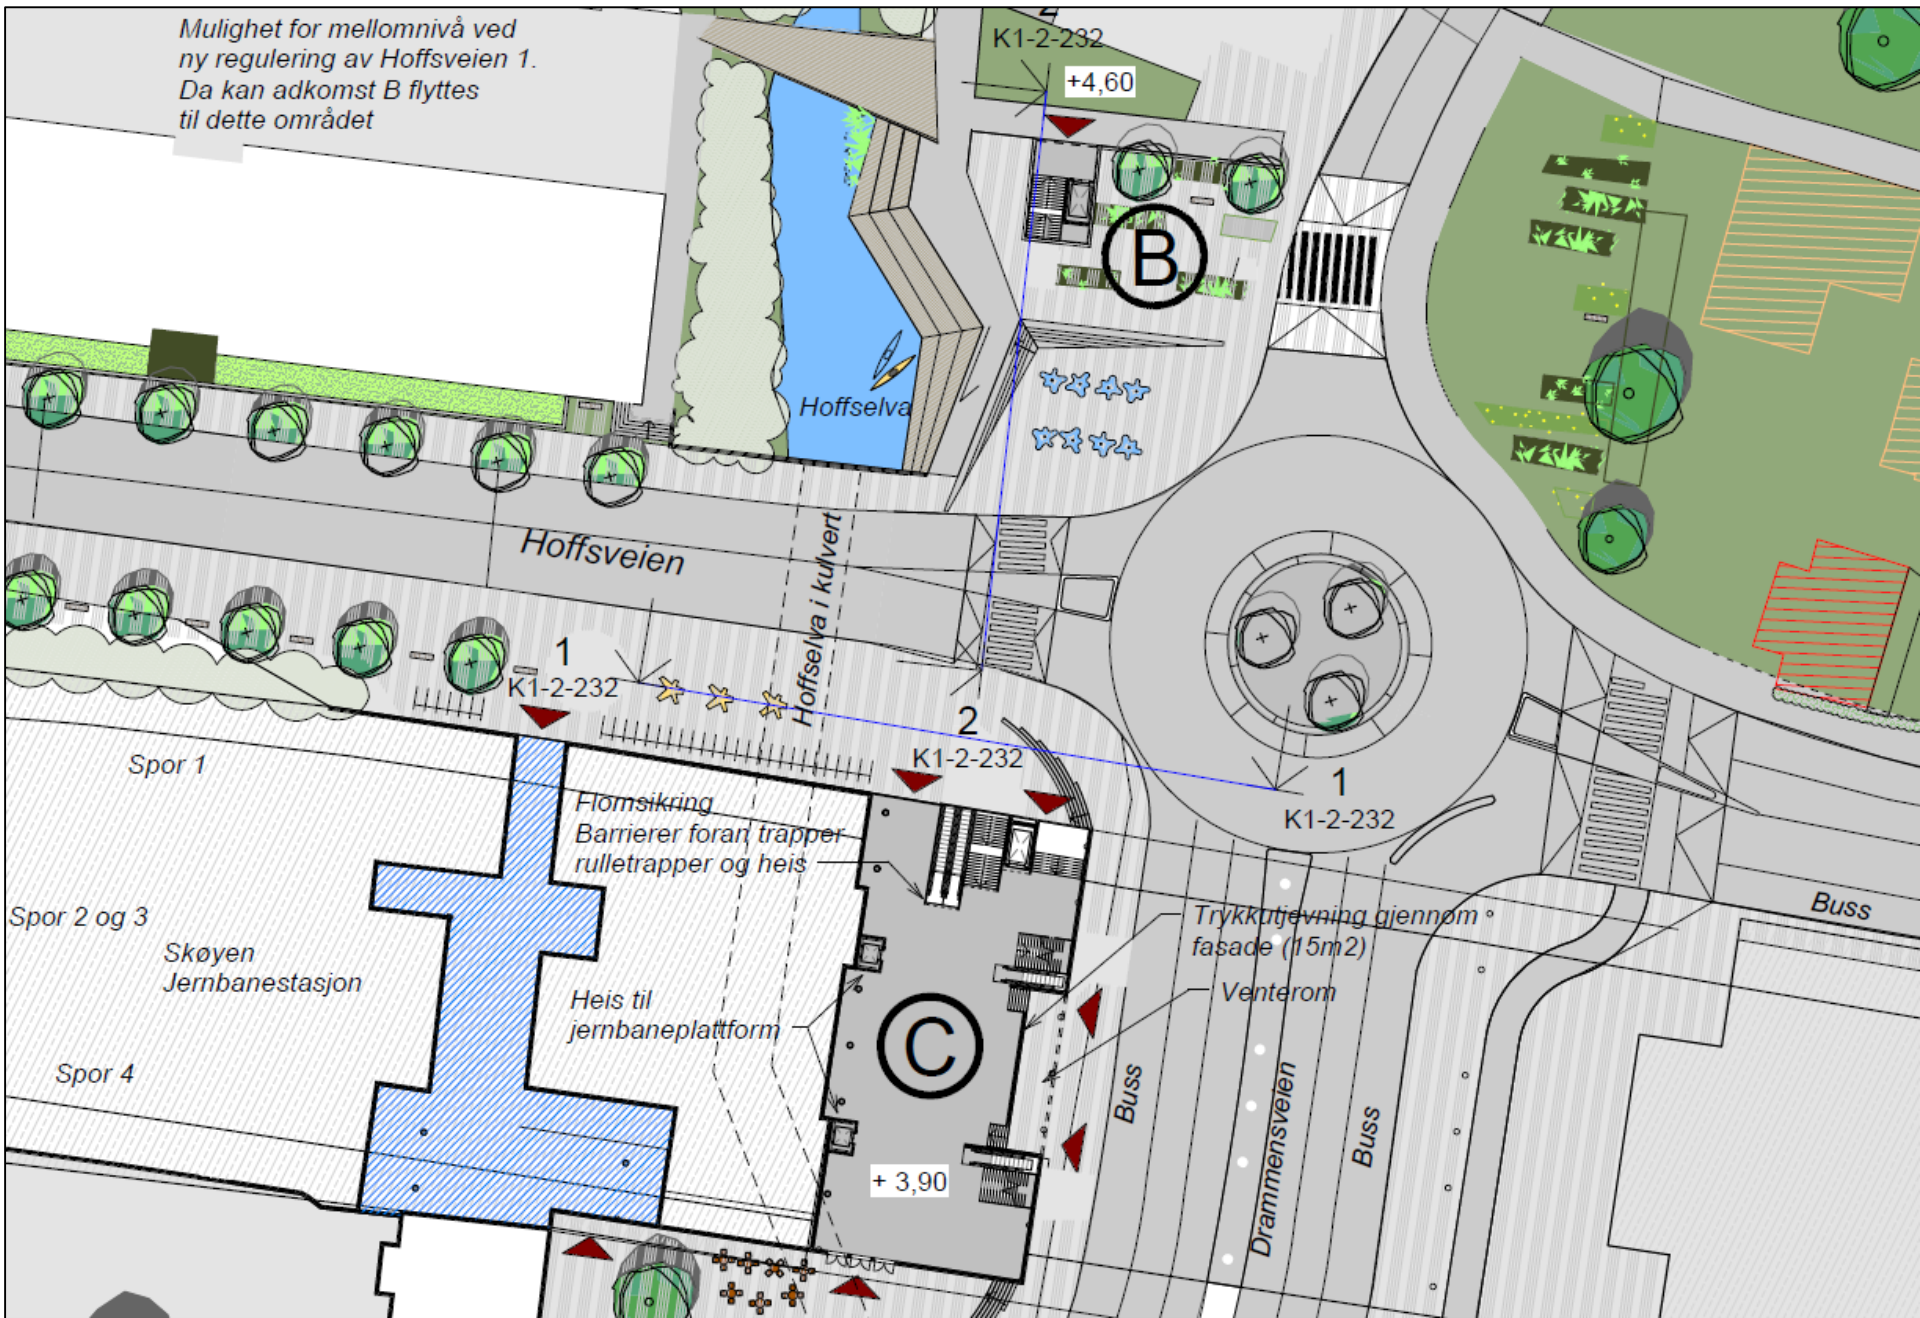 Mulighet for mellomnivå ved
ny regulering av Hoffsveien 1.
Da kan adkomst B flyttes
til dette området
2
K1-2-232
+4,60
B
Hoffselva
Hoffsveien
Hoffselva i kulvert
1
K1-2-232
2
K1-2-232
1
K1-2-232
Spor 1
Flomsikring
Barrierer foran trapper
rulletrapper og heis
Spor 2 og 3
Skøyen
Jernbanestasjon
Heis til
jernbaneplattform
Spor 4
C
+ 3,90
Trykkutjevning gjennom
fasade (15m2)
Venterom
Buss
Buss
Drammensveien
Buss